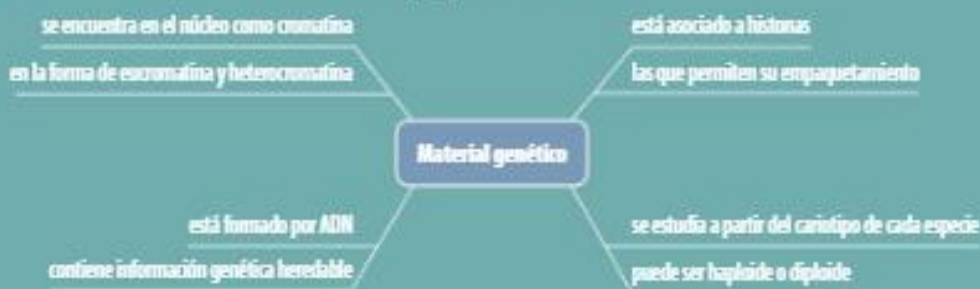 se encuentra en el núcleo como cromatina
en la forma de eucromatina y heterocromatina
está asociado a histonas
las que permiten su empaquetamiento
Material genético
está formado por ADN
contiene información genética heredable
se estudia a partir del cariotipo de cada especie
puede ser haploide o diploide